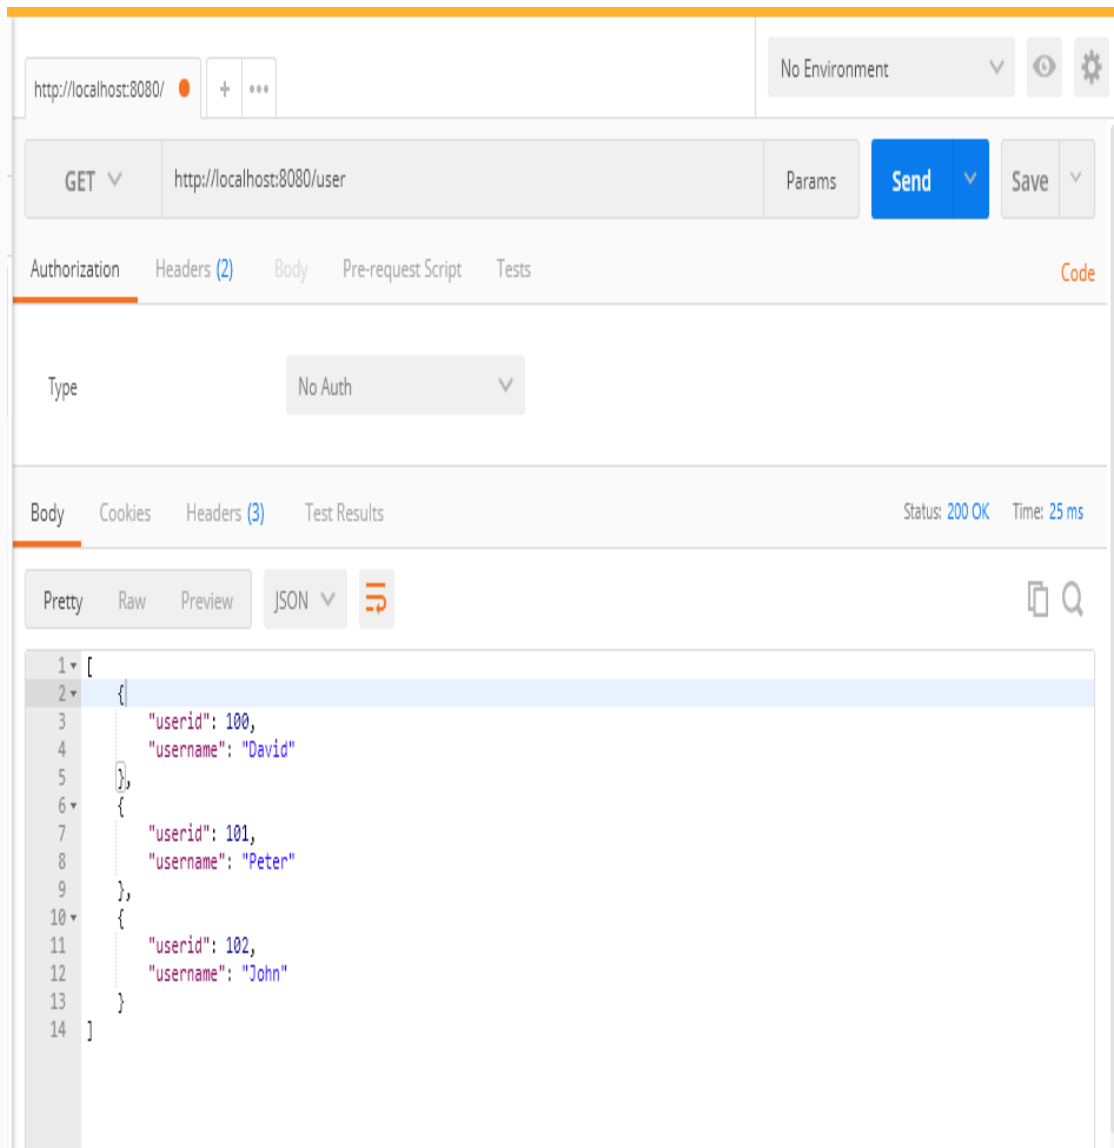 http://localhost:8080/ + ••• No Environment
GET http://localhost:8080/user Params Send Save
Authorization Headers (2) Body Pre-request Script Tests Code
Type No Auth
Body Cookies Headers (3) Test Results Status: 200 OK Time: 25 ms
Pretty Raw Preview JSON
1 [
2 {
3 "userid": 100,
4 "username": "David"
5 },
6 {
7 "userid": 101,
8 "username": "Peter"
9 },
10 {
11 "userid": 102,
12 "username": "John"
13 }
14 ]